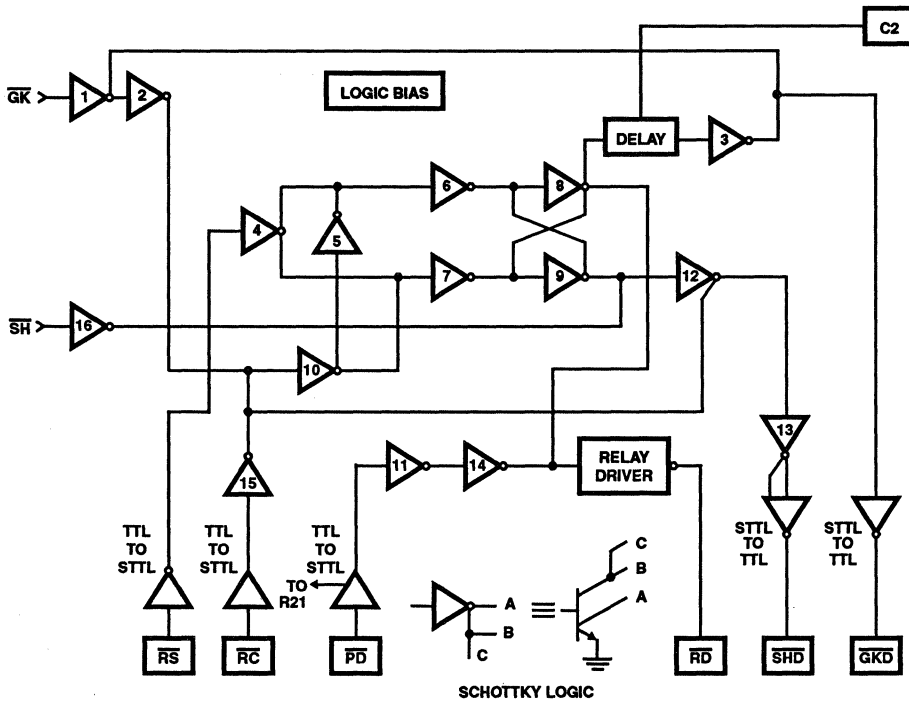 C2
GK
1
2
LOGIC BIAS
DELAY
3
6
8
4
5
7
9
12
SH
16
10
13
11
14
RELAY
DRIVER
15
TTL
TO
STTL
TTL
TO
STTL
TTL
TO
STTL
TO
R21
STTL
TO
TTL
STTL
TO
TTL
C
B
A
A
B
C
RS
RC
PD
RD
SHD
GKD
SCHOTTKY LOGIC